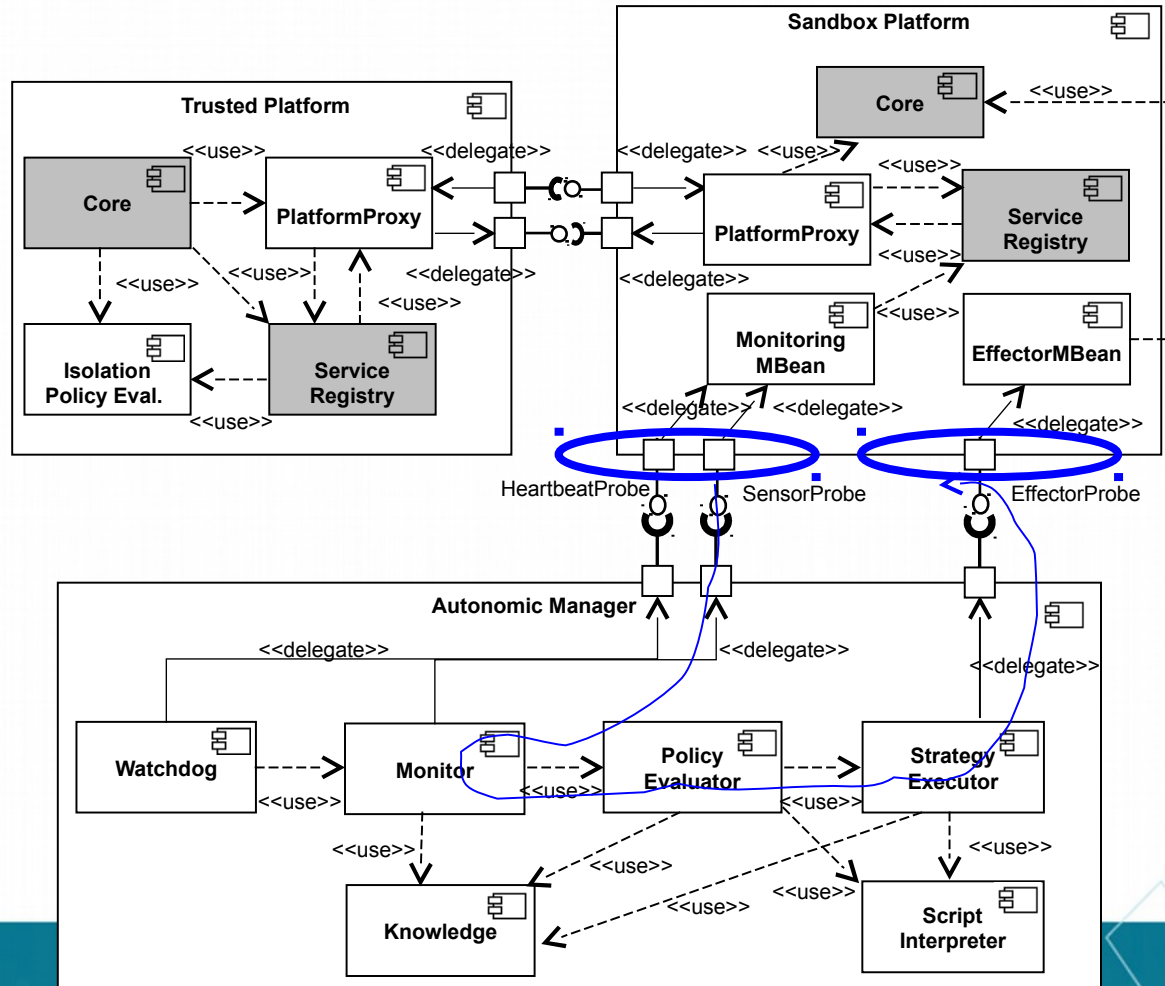 Sandbox Platform
Core
<<use>>
Trusted Platform
<<use>>
<<delegate>>
<<delegate>>
<<use>>
Core
PlatformProxy
PlatformProxy
Service
Registry
<<use>>
<<use>>
<<use>>
<<delegate>>
<<use>>
<<delegate>>
Isolation
Policy Eval.
Service
Registry
<<use>>
Monitoring
MBean
<<use>>
EffectorMBean
<<delegate>>
<<delegate>>
<<delegate>>
HeartbeatProbe
SensorProbe
EffectorProbe
Autonomic Manager
<<delegate>>
<<delegate>>
<<delegate>>
Watchdog
Monitor
Policy
Evaluator
Strategy
Executor
<<use>>
<<use>>
<<use>>
<<use>>
<<use>>
<<use>>
<<use>>
<<use>>
Knowledge
Script
Interpreter